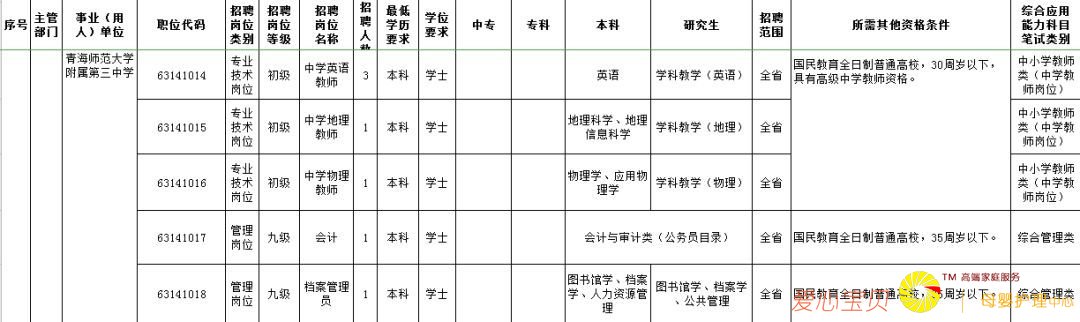 序号 主管部门 事业（用人）单位 职位代码 招聘岗位类别 招聘岗位等级 招聘岗位名称 招聘人数 最低学历要求 学位要求 中专 专科 本科 研究生 招聘范围 所需其他资格条件 综合应用能力科目笔试类别
青海师范大学附属第三中学 63141014 专业技术岗位 初级 中学英语教师 3 本科 学士 英语 学科教学（英语） 全省 国民教育全日制普通高校，30周岁以下，具有高级中学教师资格。 中小学教师类（中学教师岗位）
63141015 专业技术岗位 初级 中学地理教师 1 本科 学士 地理科学、地理信息科学 学科教学（地理） 全省 中小学教师类（中学教师岗位）
63141016 专业技术岗位 初级 中学物理教师 1 本科 学士 物理学、应用物理学 学科教学（物理） 全省 中小学教师类（中学教师岗位）
63141017 管理岗位 九级 会计 1 本科 学士 会计与审计类（公务员目录） 全省 国民教育全日制普通高校，35周岁以下。 综合管理类
63141018 管理岗位 九级 档案管理员 1 本科 学士 图书馆学、档案学、人力资源管理 图书馆学、档案学、公共管理 全省 国民教育全日制普通高校，35周岁以下。 综合管理类
TM 高端家庭服务
爱心宝贝 母婴护理中心